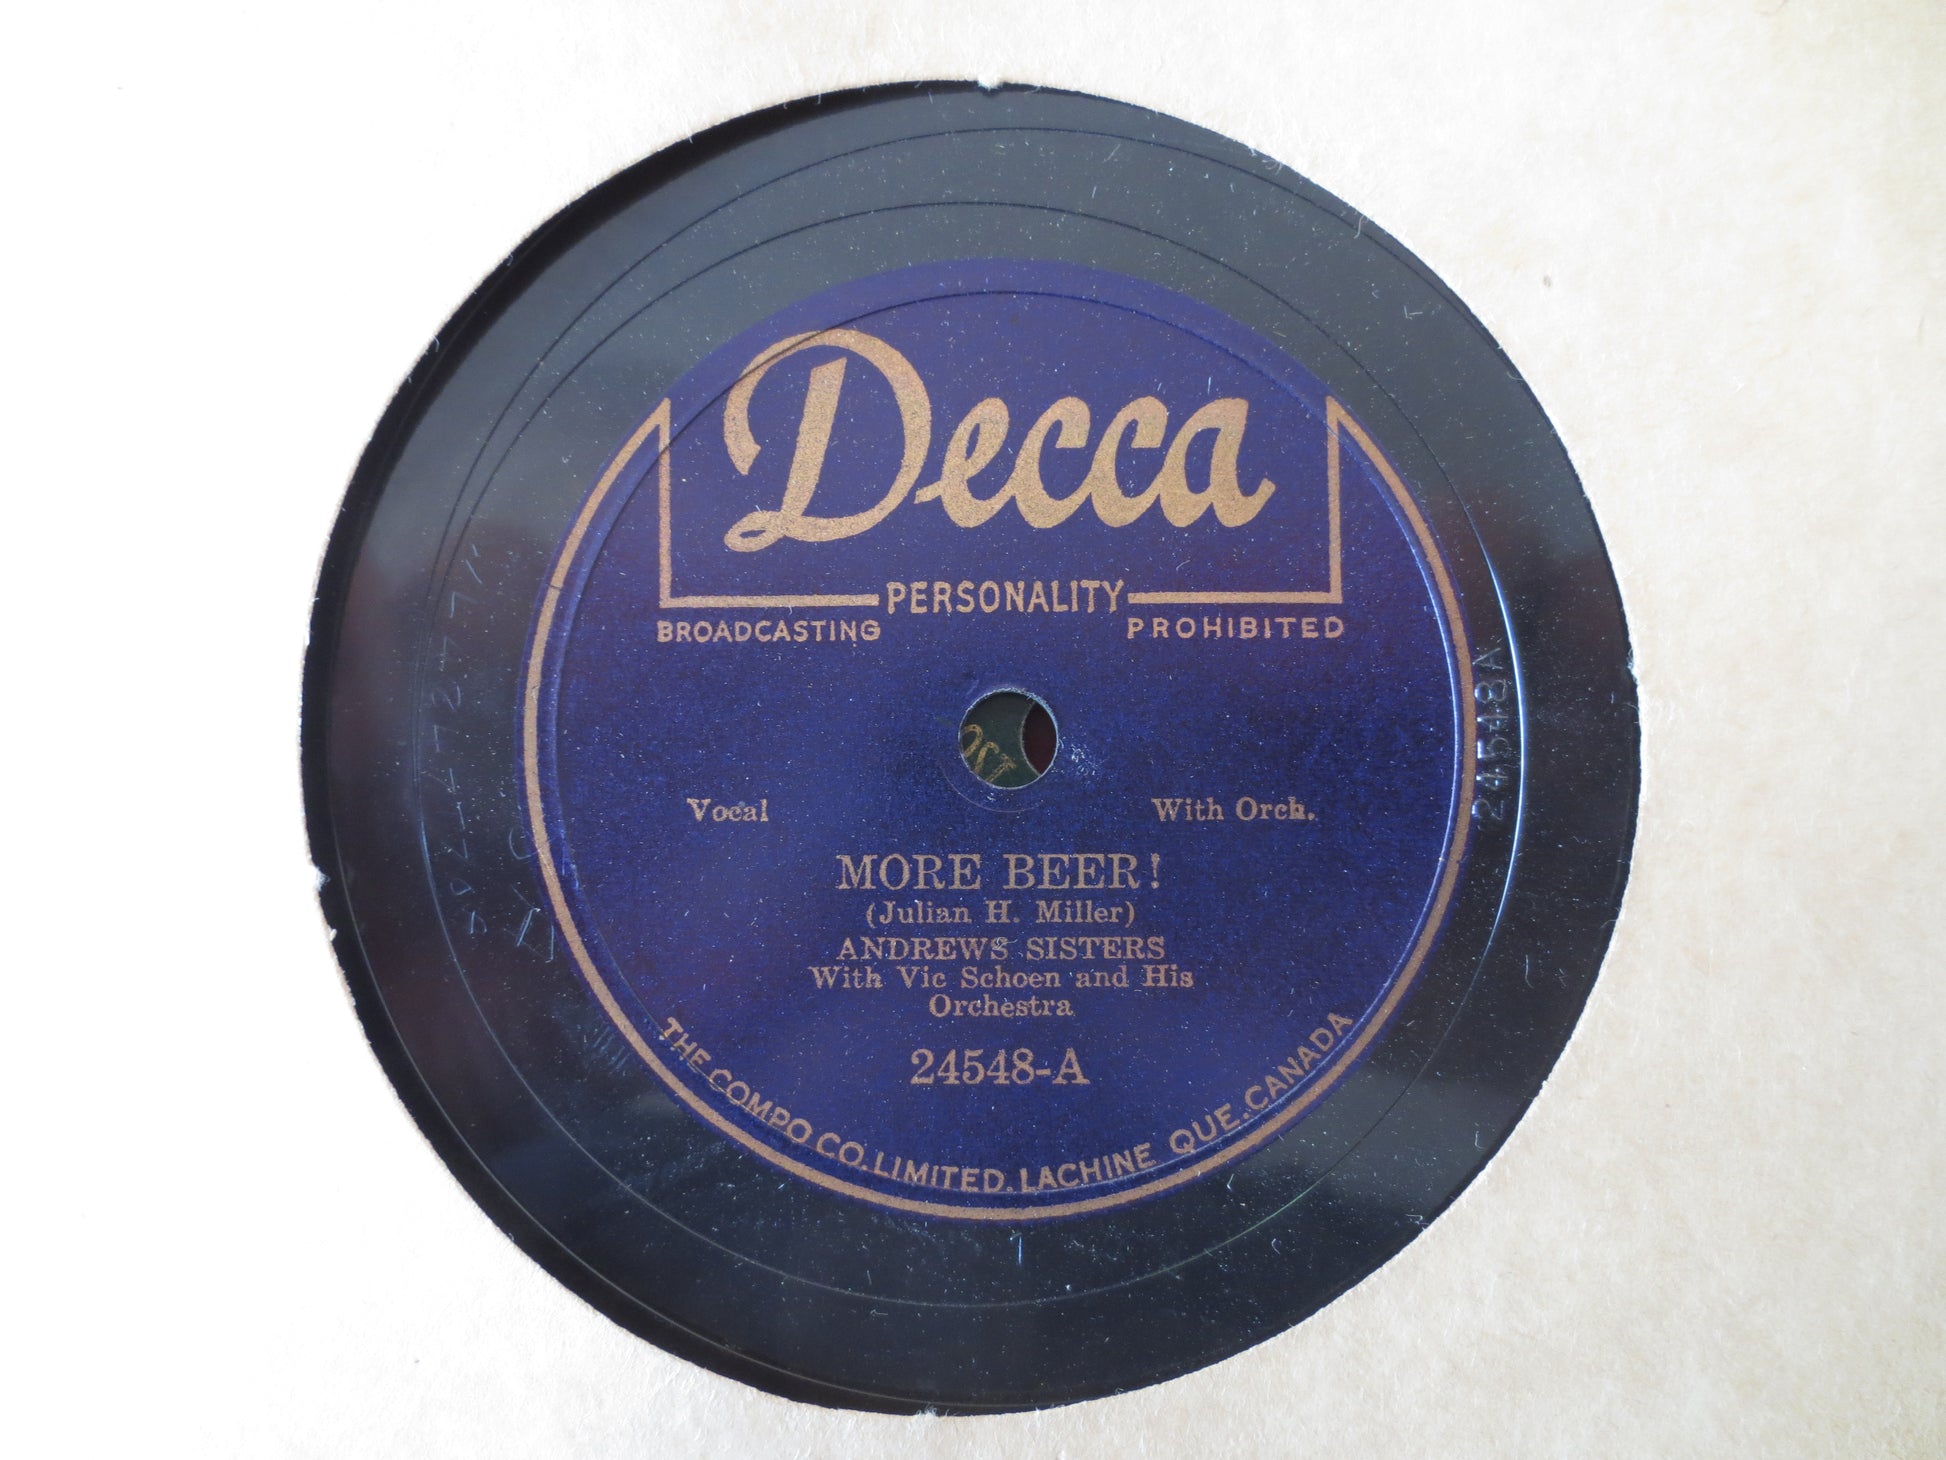 Decca
PERSONALITY
BROADCASTING PROHIBITED
Vocal With Orch.
MORE BEER!
(Julian H. Miller)
ANDREWS SISTERS
With Vic Schoen and His
Orchestra
24548-A
THE COMPO CO. LIMITED. LACHINE QUE. CANADA
24548A
1